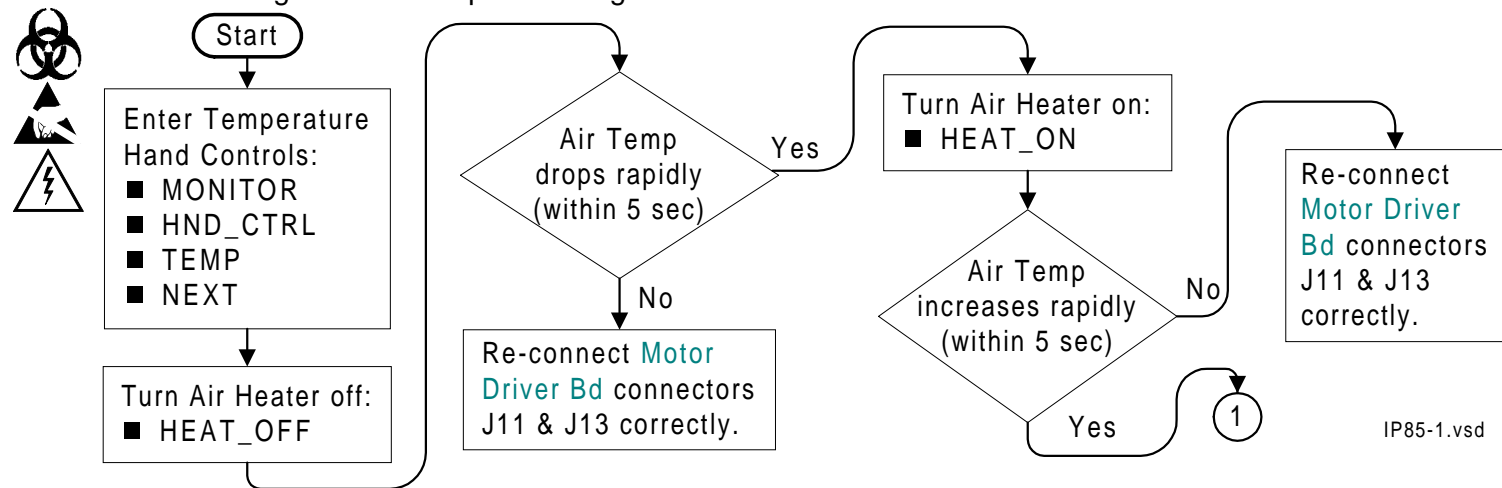 Start
Enter Temperature
Hand Controls:
■ MONITOR
■ HND_CTRL
■ TEMP
■ NEXT
Turn Air Heater off:
■ HEAT_OFF
Air Temp
drops rapidly
(within 5 sec)
Yes
No
Re-connect Motor
Driver Bd connectors
J11 & J13 correctly.
Turn Air Heater on:
■ HEAT_ON
Air Temp
increases rapidly
(within 5 sec)
No
Yes
Re-connect
Motor Driver
Bd connectors
J11 & J13
correctly.
1
IP85-1.vsd